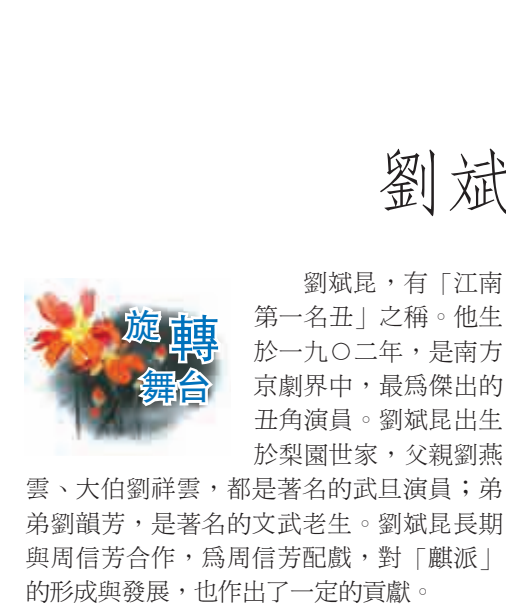 劉斌
旋轉
舞台
劉斌昆，有「江南
第一名丑」之稱。他生
於一九〇二年，是南方
京劇界中，最爲傑出的
丑角演員。劉斌昆出生
於梨園世家，父親劉燕
雲、大伯劉祥雲，都是著名的武旦演員；弟
弟劉韻芳，是著名的文武老生。劉斌昆長期
與周信芳合作，爲周信芳配戲，對「麒派」
的形成與發展，也作出了一定的貢獻。